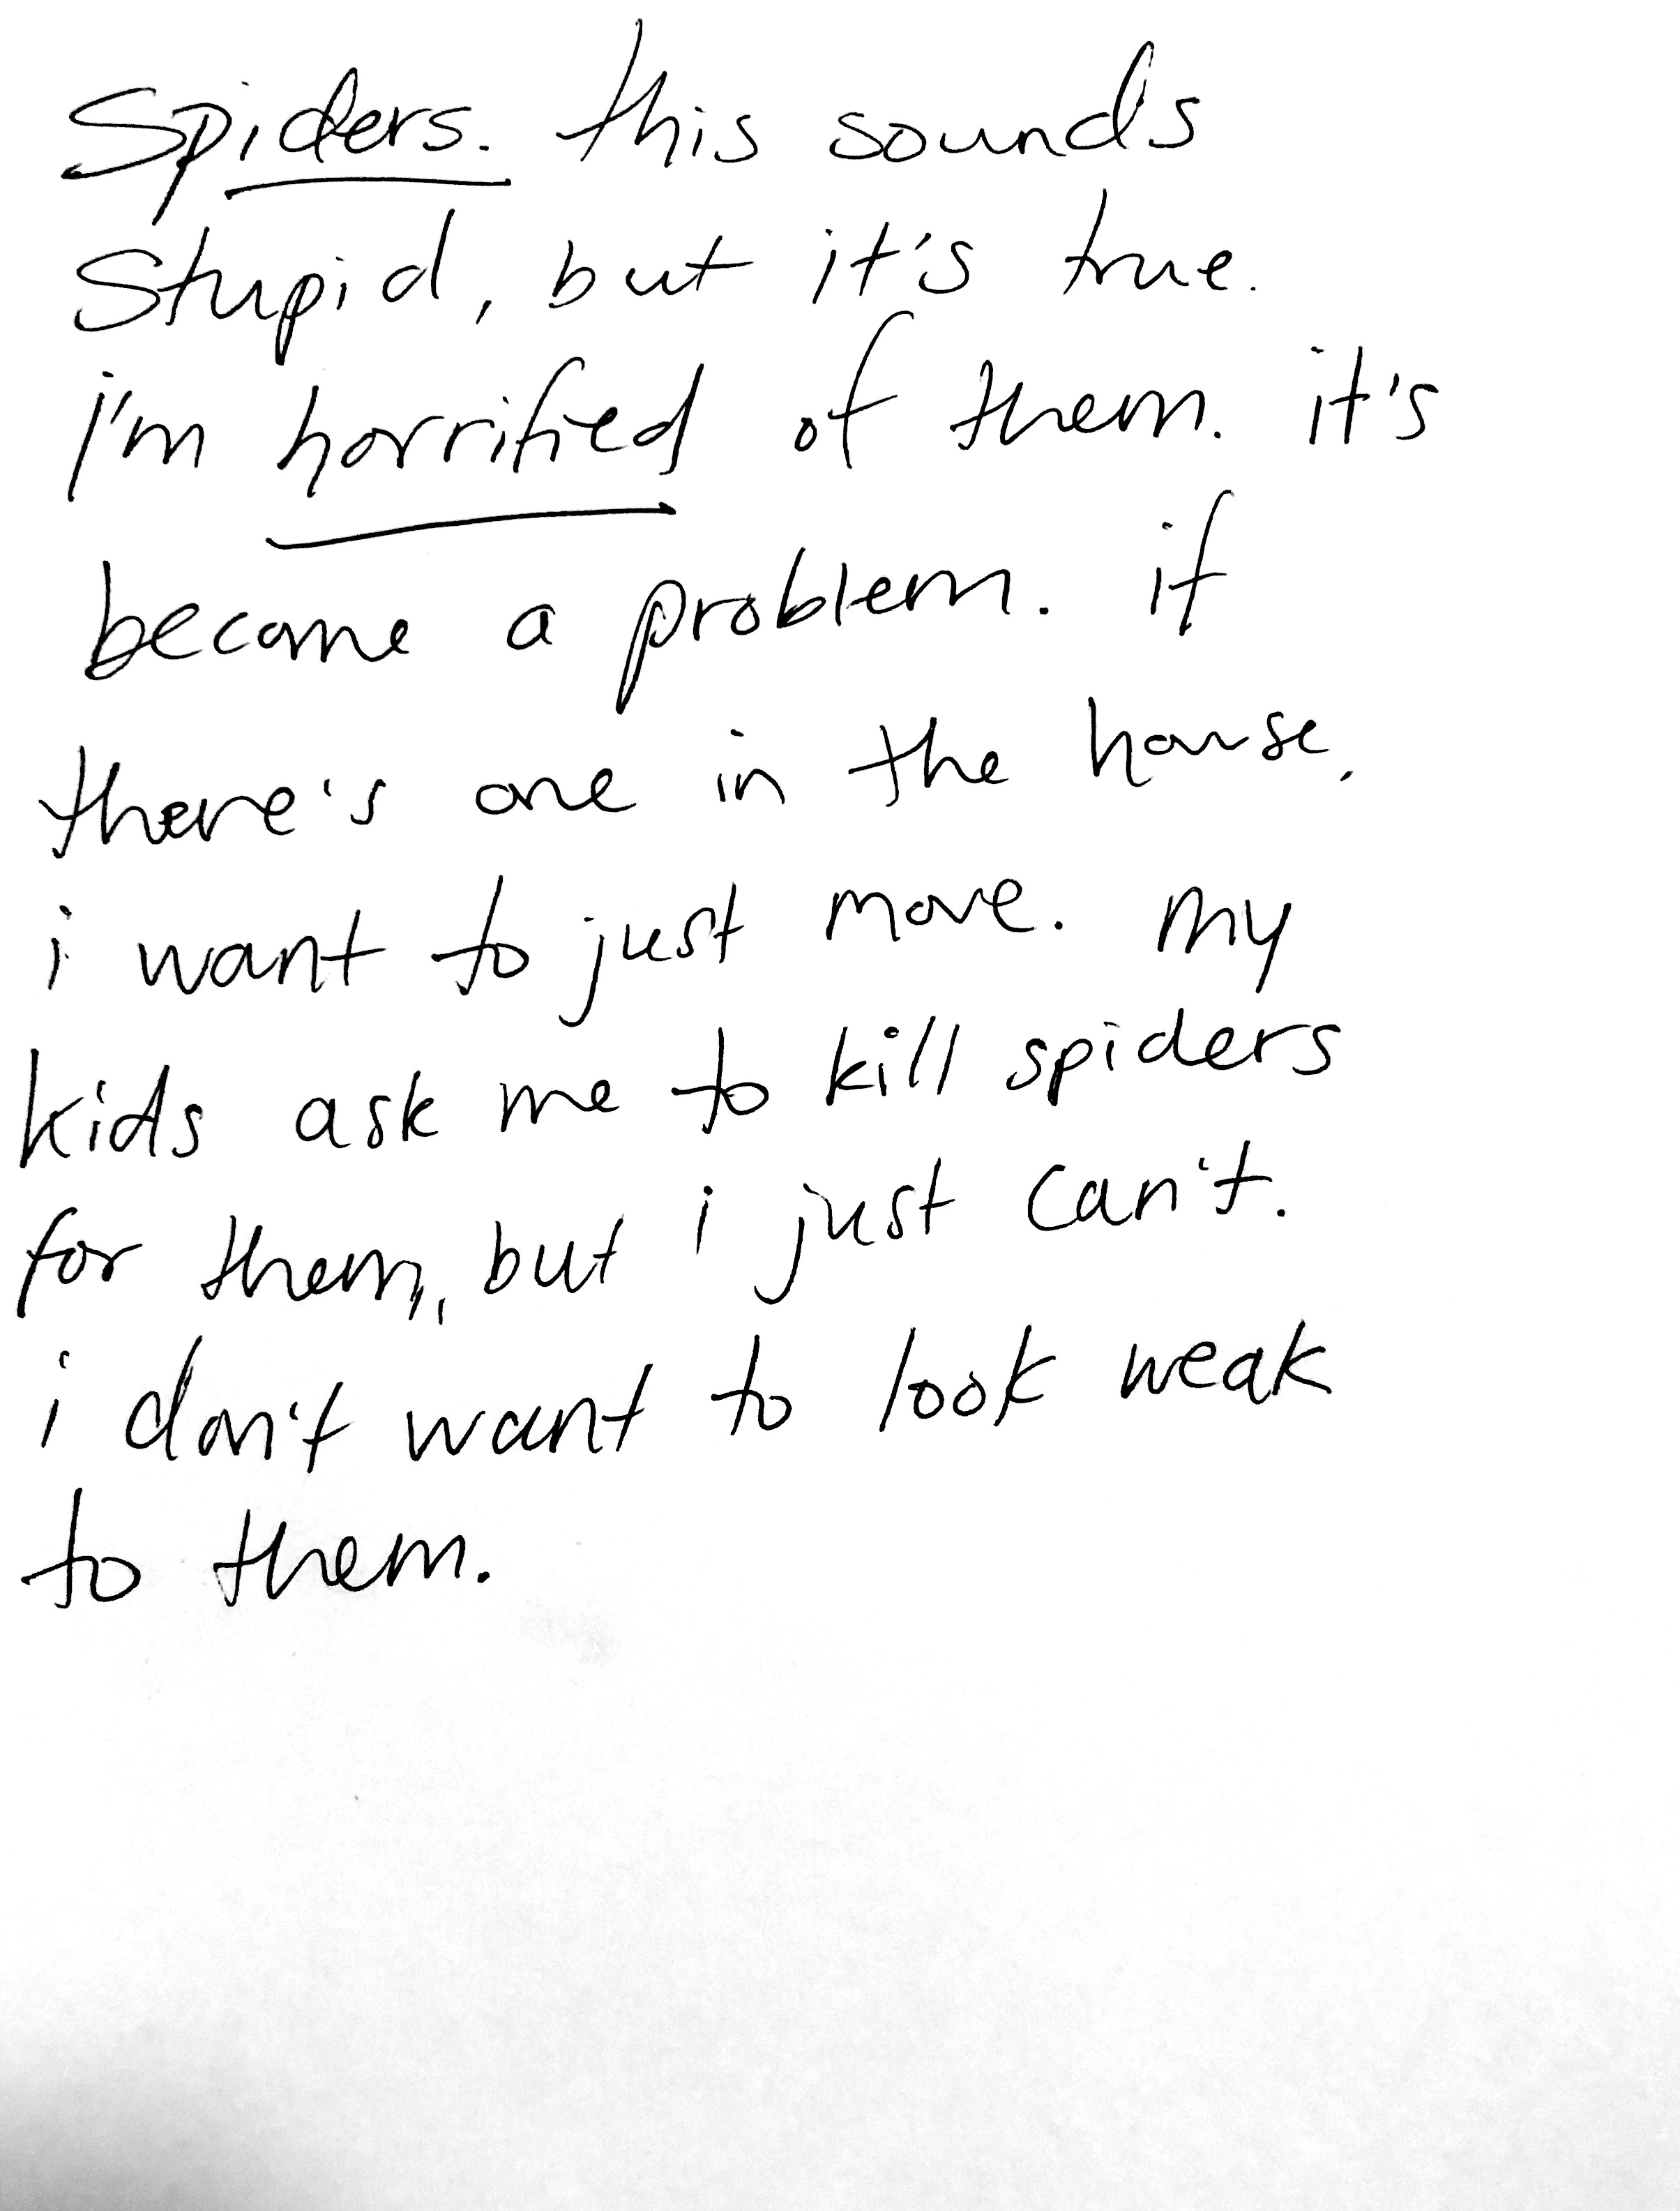 Spiders. this sounds
Stupid, but it's true.
i'm horrified of them. it's
become a problem. if
there's one in the house,
i want to just move. my
kids ask me to kill spiders
for them, but i just can't.
i don't want to look weak
to them.